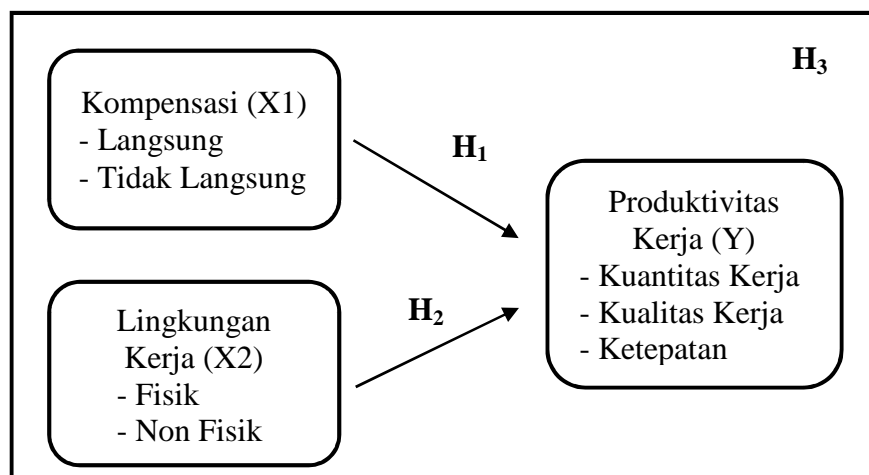 H3
Kompensasi (X1)
- Langsung
- Tidak Langsung
H1
Produktivitas
Kerja (Y)
- Kuantitas Kerja
- Kualitas Kerja
- Ketepatan
H2
Lingkungan
Kerja (X2)
- Fisik
- Non Fisik